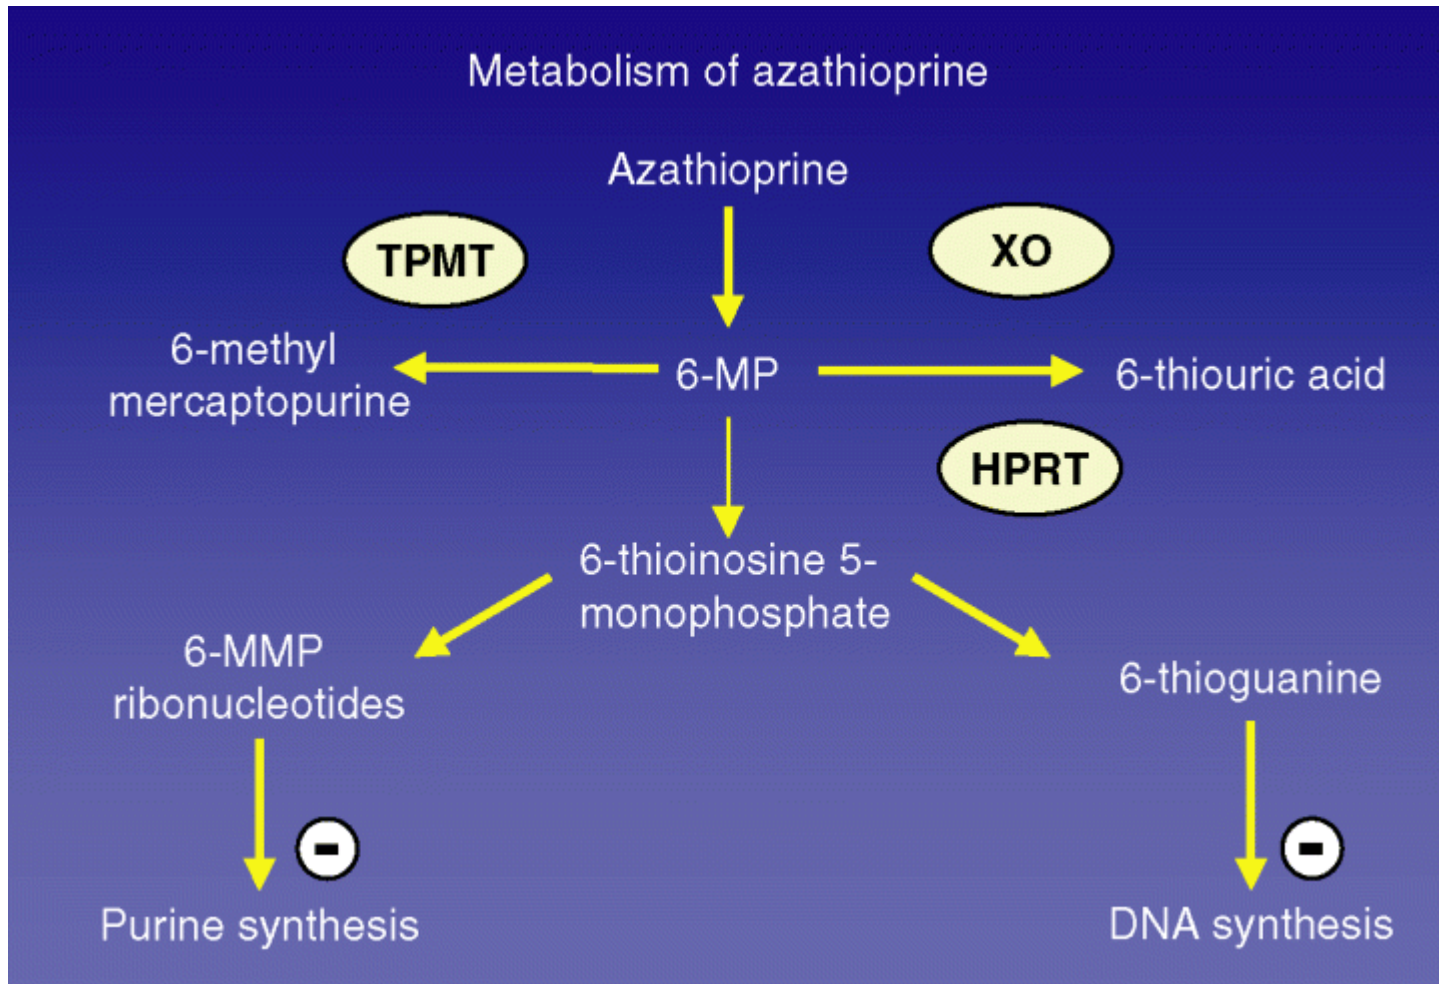 Metabolism of azathioprine
Azathioprine
TPMT
XO
6-methyl
mercaptopurine
6-MP
6-thiouric acid
HPRT
6-thioinosine 5-
monophosphate
6-MMP
ribonucleotides
6-thioguanine
-
-
Purine synthesis
DNA synthesis